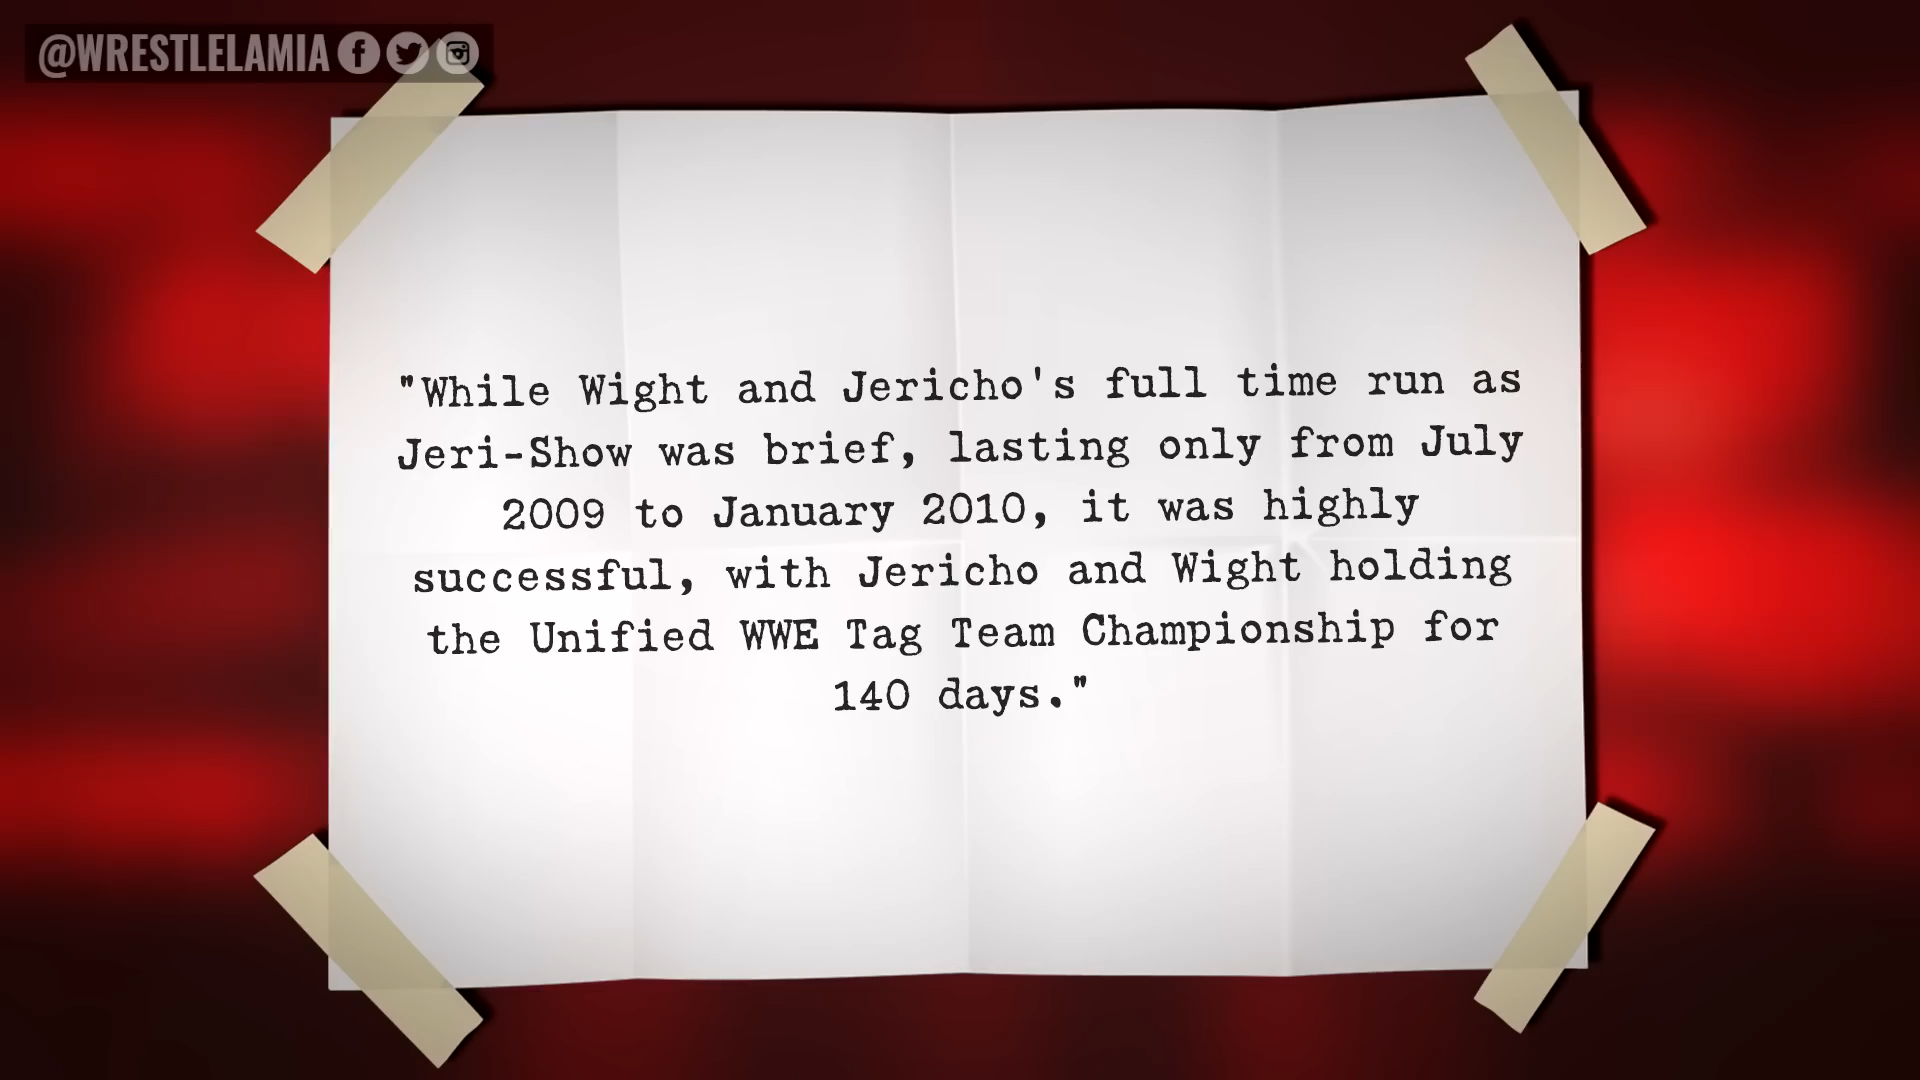 @WRESTLELAMIA
"While Wight and Jericho's full time run as
Jeri-Show was brief, lasting only from July
2009 to January 2010, it was highly
successful, with Jericho and Wight holding
the Unified WWE Tag Team Championship for
140 days."